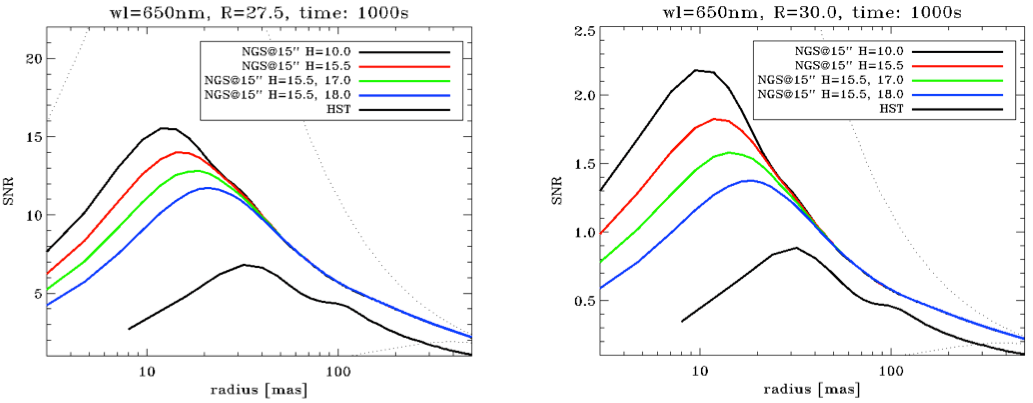 wl=650nm, R=27.5, time: 1000s
NGS@15" H=10.0
NGS@15" H=15.5
NGS@15" H=15.5, 17.0
NGS@15" H=15.5, 18.0
HST
20
15
10
5
SNR
10
100
radius [mas]
wl=650nm, R=30.0, time: 1000s
NGS@15" H=10.0
NGS@15" H=15.5
NGS@15" H=15.5, 17.0
NGS@15" H=15.5, 18.0
HST
2.5
2.0
1.5
1.0
0.5
SNR
10
100
radius [mas]